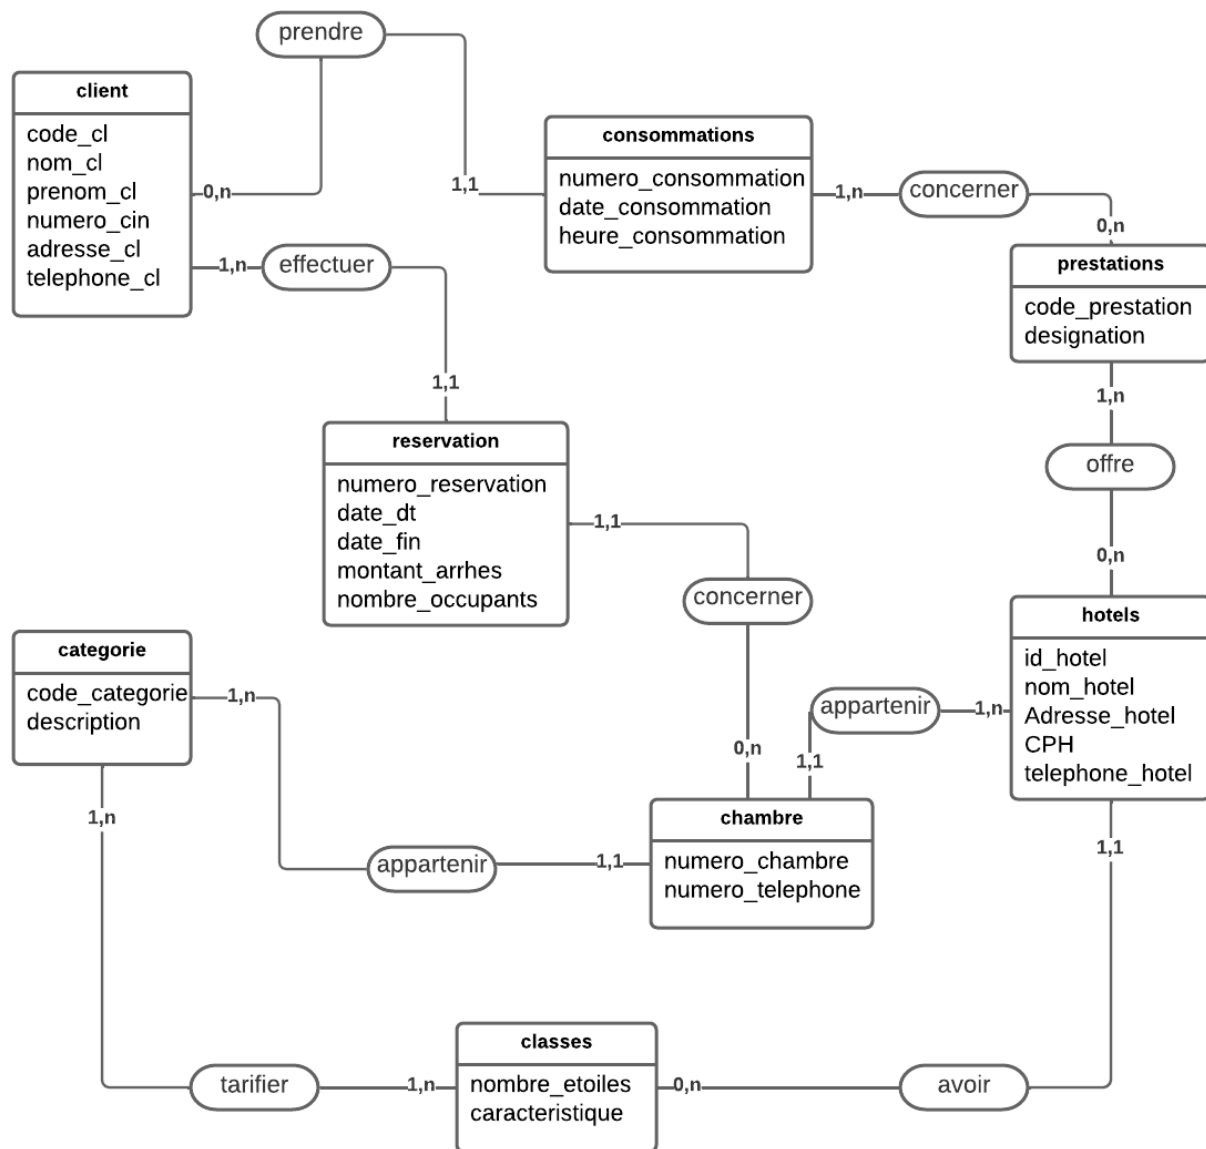 prendre
client
code_cl
nom_cl
prenom_cl
numero_cin
adresse_cl
telephone_cl
0,n
1,1
consommations
numero_consommation
date_consommation
heure_consommation
1,n
concerner
0,n
prestations
code_prestation
designation
1,n
effectuer
1,1
1,n
offre
0,n
reservation
numero_reservation
date_dt
date_fin
montant_arrhes
nombre_occupants
1,1
concerner
0,n
hotels
id_hotel
nom_hotel
Adresse_hotel
CPH
telephone_hotel
categorie
code_categorie
description
1,n
appartenir
1,n
1,1
chambre
numero_chambre
numero_telephone
1,n
appartenir
1,1
1,1
classes
nombre_etoiles
caracteristique
tarifier
1,n
0,n
avoir